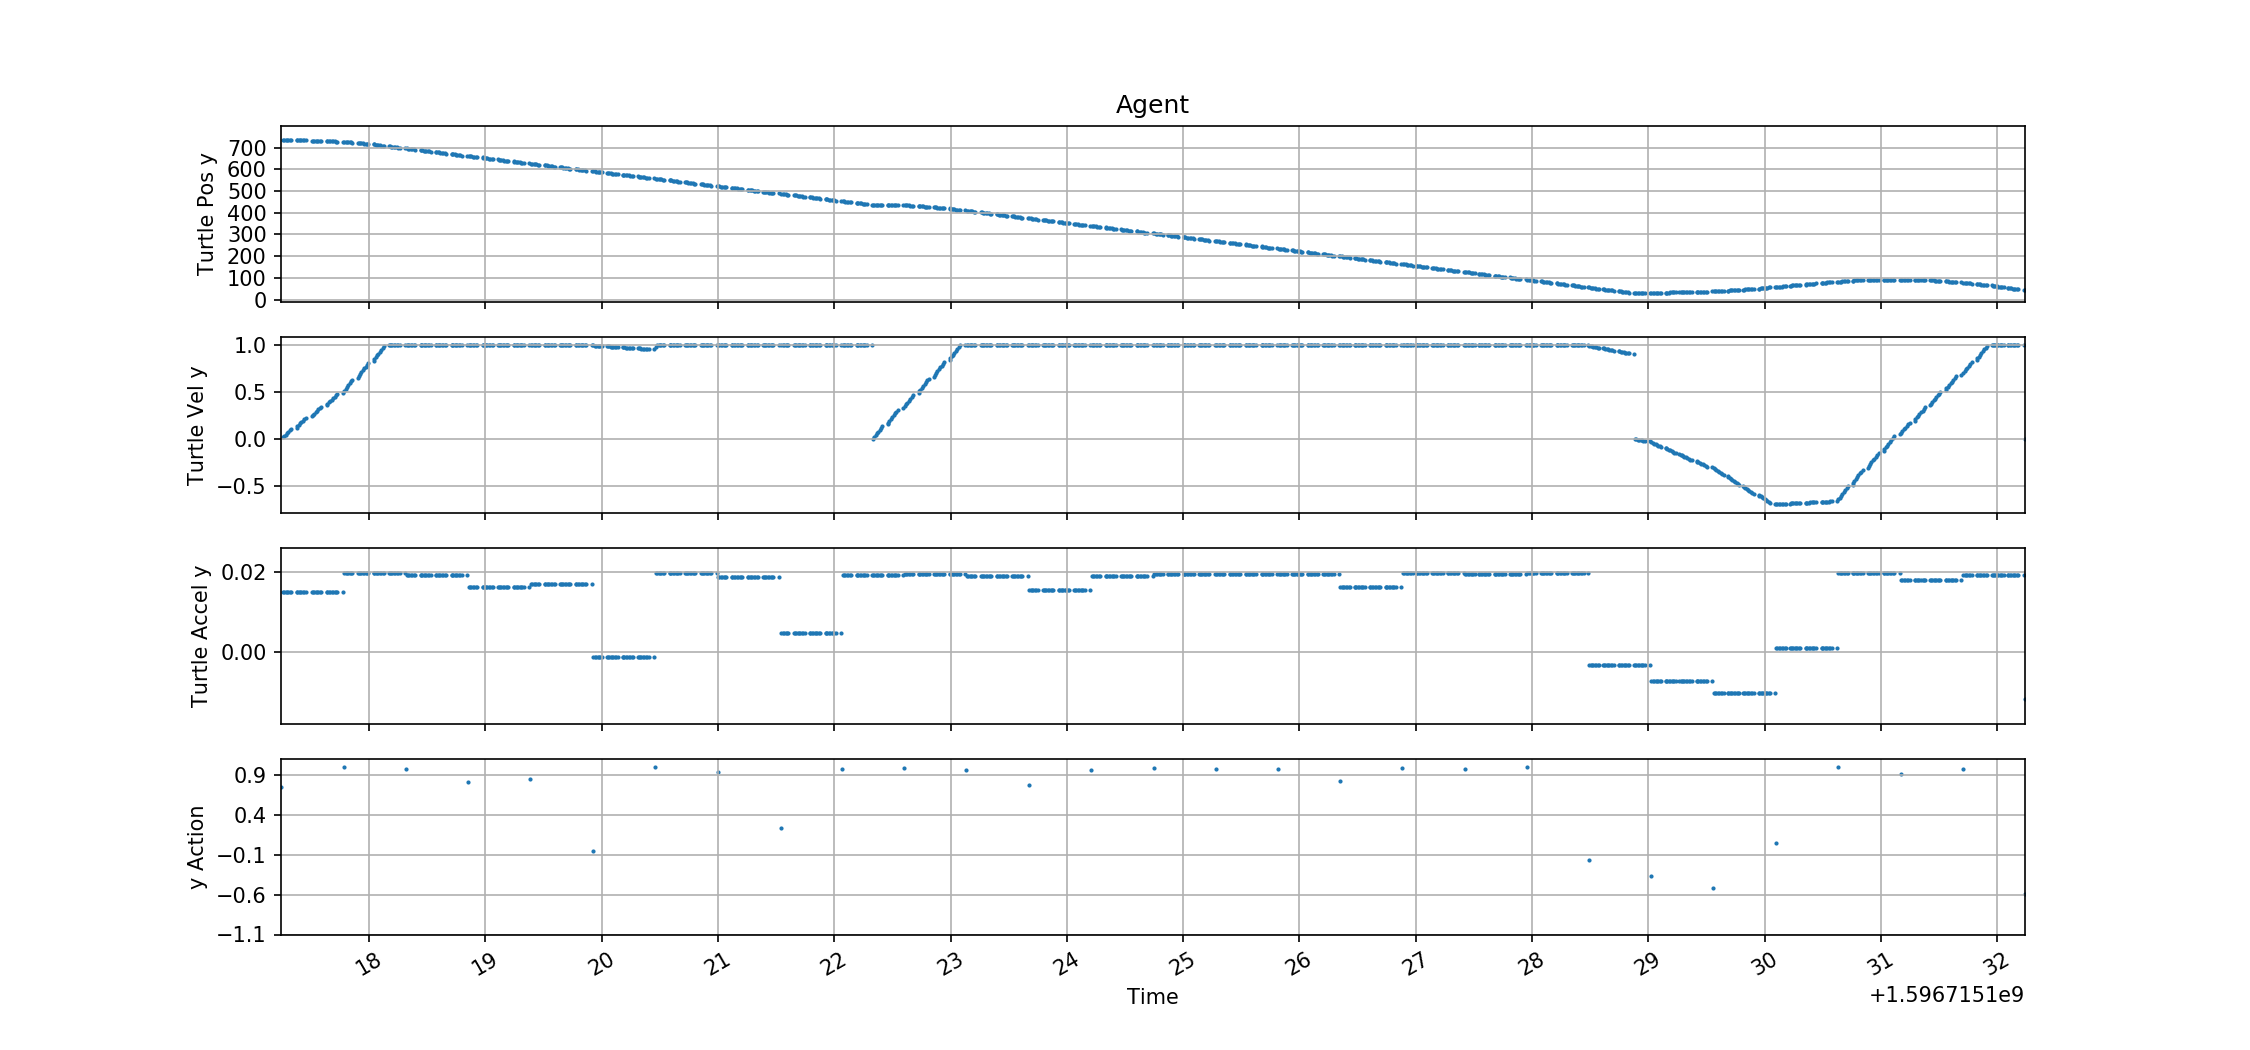 Agent
Turtle Pos y
700
600
500
400
300
200
100
0
Turtle Vel y
1.0
0.5
0.0
−0.5
Turtle Accel y
0.02
0.00
y Action
0.9
0.4
−0.1
−0.6
−1.1
18 19 20 21 22 23 24 25 26 27 28 29 30 31 32
Time
+1.5967151e9